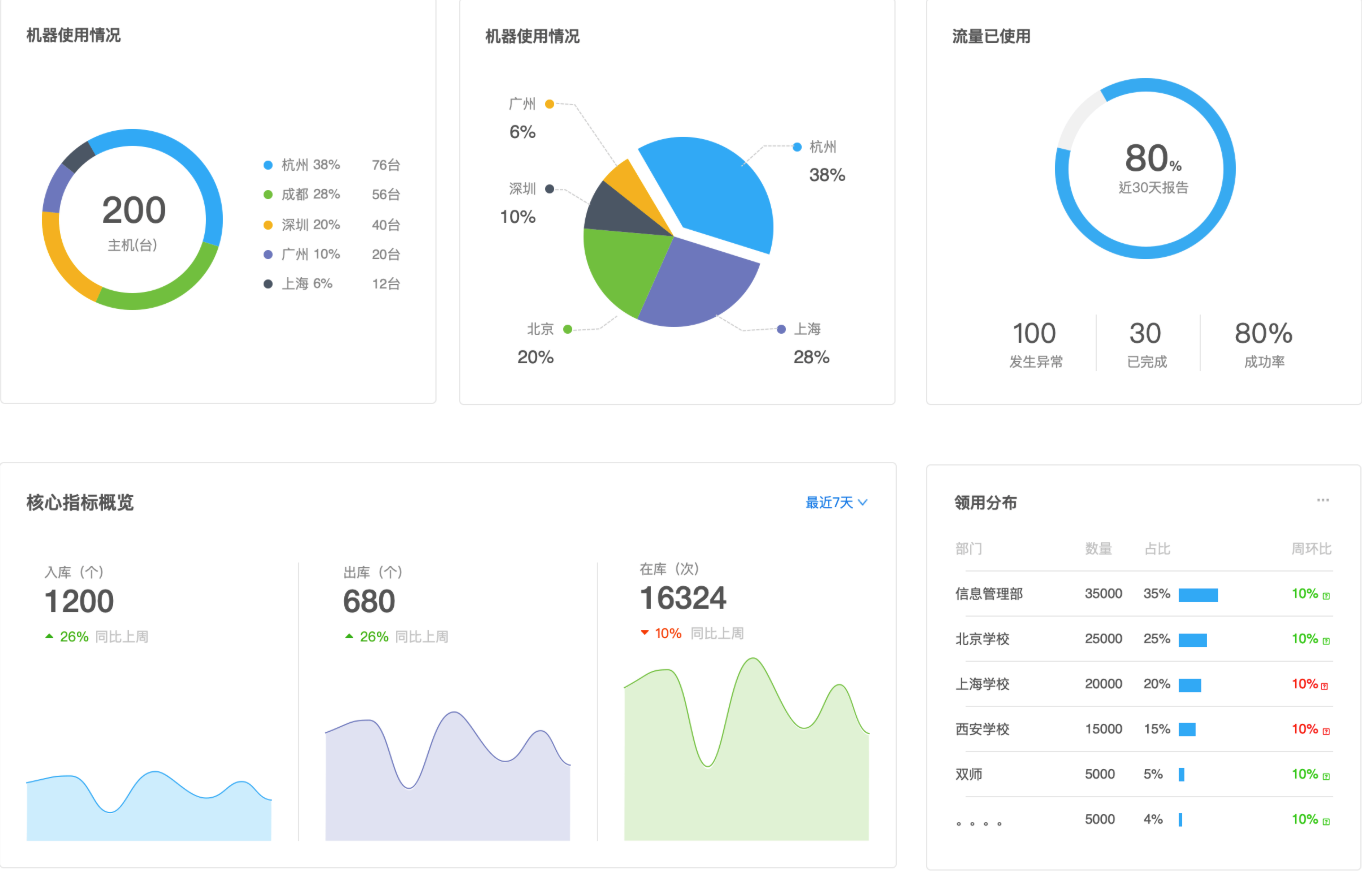 机器使用情况
200
主机(台)
杭州 38% 76台
成都 28% 56台
深圳 20% 40台
广州 10% 20台
上海 6% 12台
机器使用情况
广州
6%
杭州
38%
深圳
10%
北京
20%
上海
28%
流量已使用
80%
近30天报告
100
发生异常
30
已完成
80%
成功率
核心指标概览
最近7天
入库（个）
1200
26% 同比上周
出库（个）
680
26% 同比上周
在库（次）
16324
10% 同比上周
领用分布
...
部门 数量 占比 周环比
信息管理部 35000 35% 10%
北京学校 25000 25% 10%
上海学校 20000 20% 10%
西安学校 15000 15% 10%
双师 5000 5% 10%
。。。。 5000 4% 10%